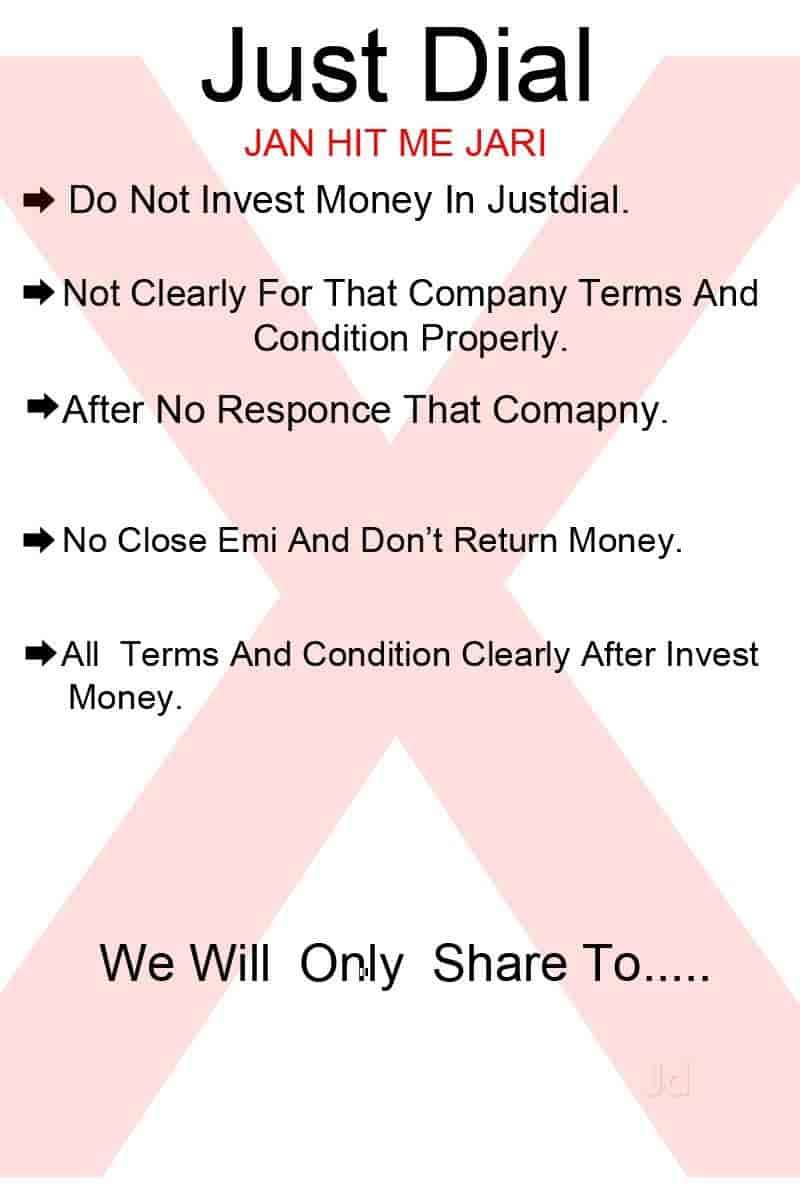 Just Dial
JAN HIT ME JARI
Do Not Invest Money In Justdial.
Not Clearly For That Company Terms And
Condition Properly.
After No Responce That Comapny.
No Close Emi And Don’t Return Money.
All Terms And Condition Clearly After Invest
Money.
We Will Only Share To.....
Jd